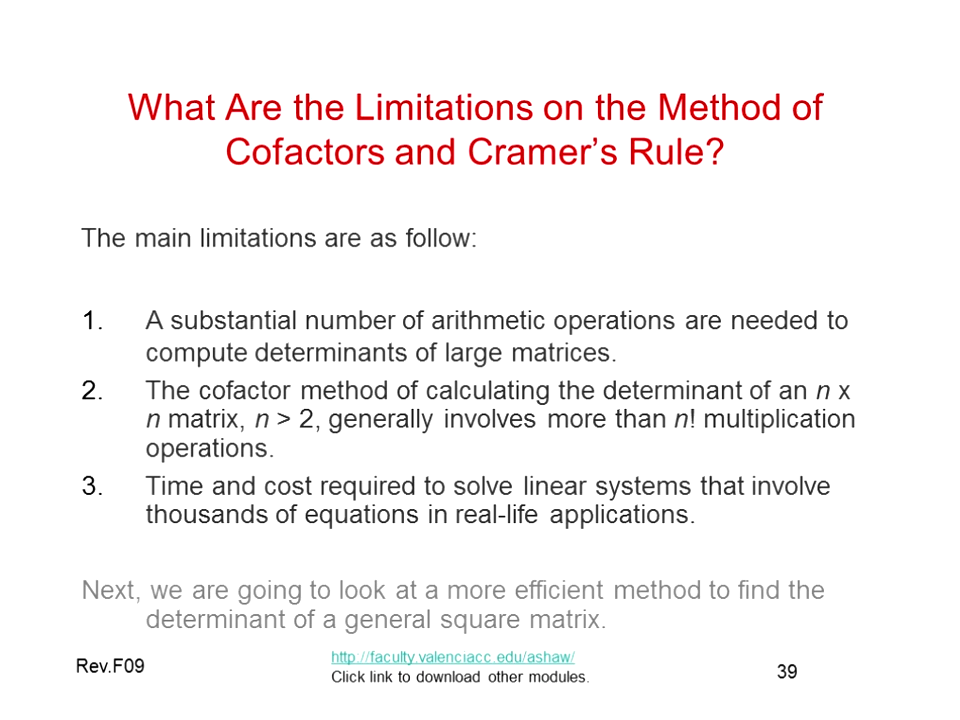 What Are the Limitations on the Method of
Cofactors and Cramer's Rule?
The main limitations are as follow:
1. A substantial number of arithmetic operations are needed to
compute determinants of large matrices.
2. The cofactor method of calculating the determinant of an n x
n matrix, n > 2, generally involves more than n! multiplication
operations.
3. Time and cost required to solve linear systems that involve
thousands of equations in real-life applications.
Next, we are going to look at a more efficient method to find the
determinant of a general square matrix.
Rev.F09
http://faculty.valenciacc.edu/ashaw/
Click link to download other modules.
39